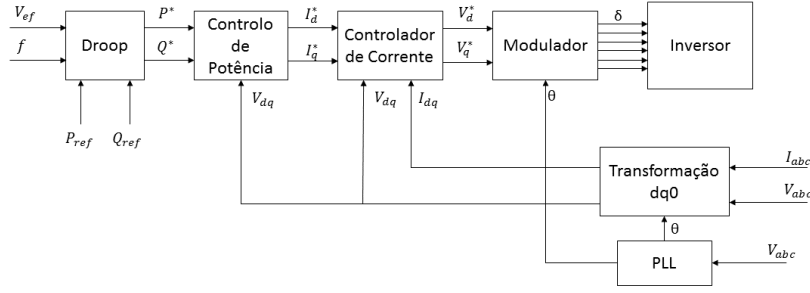 V_ef
f
Droop
P_ref
Q_ref
P*
Q*
Controlo
de
Potência
V_dq
I_d*
I_q*
Controlador
de Corrente
V_dq
I_dq
V_d*
V_q*
Modulador
θ
δ
Inversor
Transformação
dq0
I_abc
V_abc
θ
PLL
V_abc